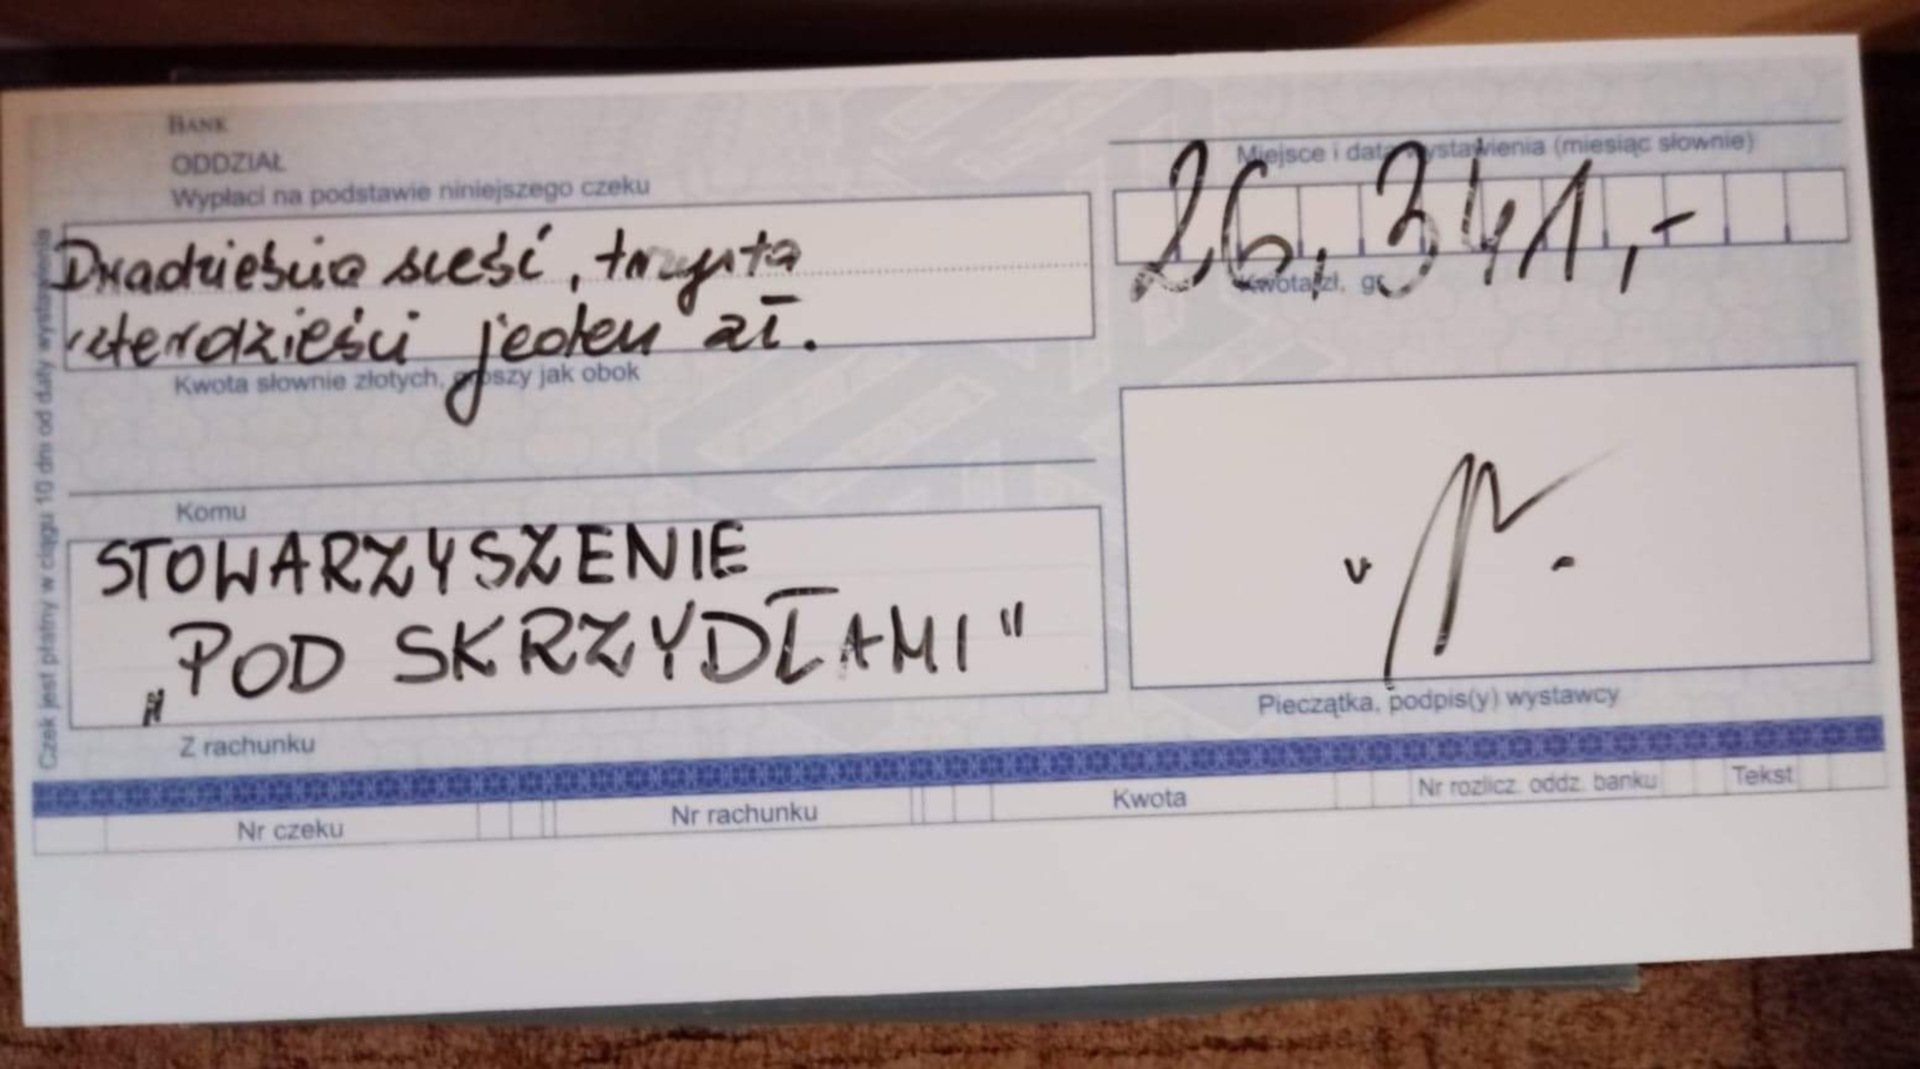 BANK
ODDZIAŁ
Wypłaci na podstawie niniejszego czeku
Dwadzieścia sześć, trzysta
czterdzieści jeden zł.
Kwota słownie złotych, groszy jak obok
Miejsce i data wystawienia (miesiąc słownie)
26,341,-
Kwota zł, gr
Komu
STOWARZYSZENIE
„POD SKRZYDŁAMI"
Z rachunku
Pieczątka, podpis(y) wystawcy
Czek jest płatny w ciągu 10 dni od daty wystawienia
Nr czeku
Nr rachunku
Kwota
Nr rozlicz. oddz. banku
Tekst